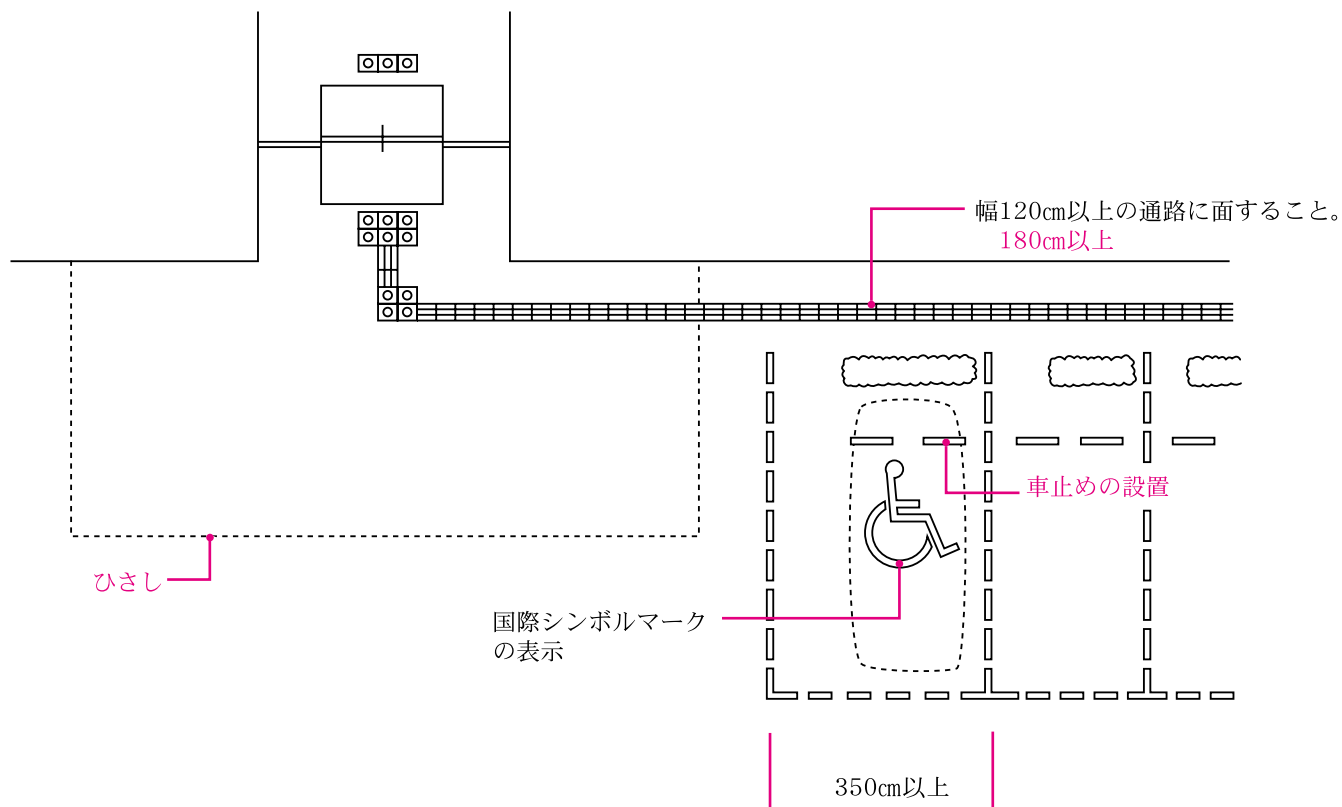 幅120cm以上の通路に面すること。
180cm以上
車止めの設置
ひさし
国際シンボルマーク
の表示
350cm以上